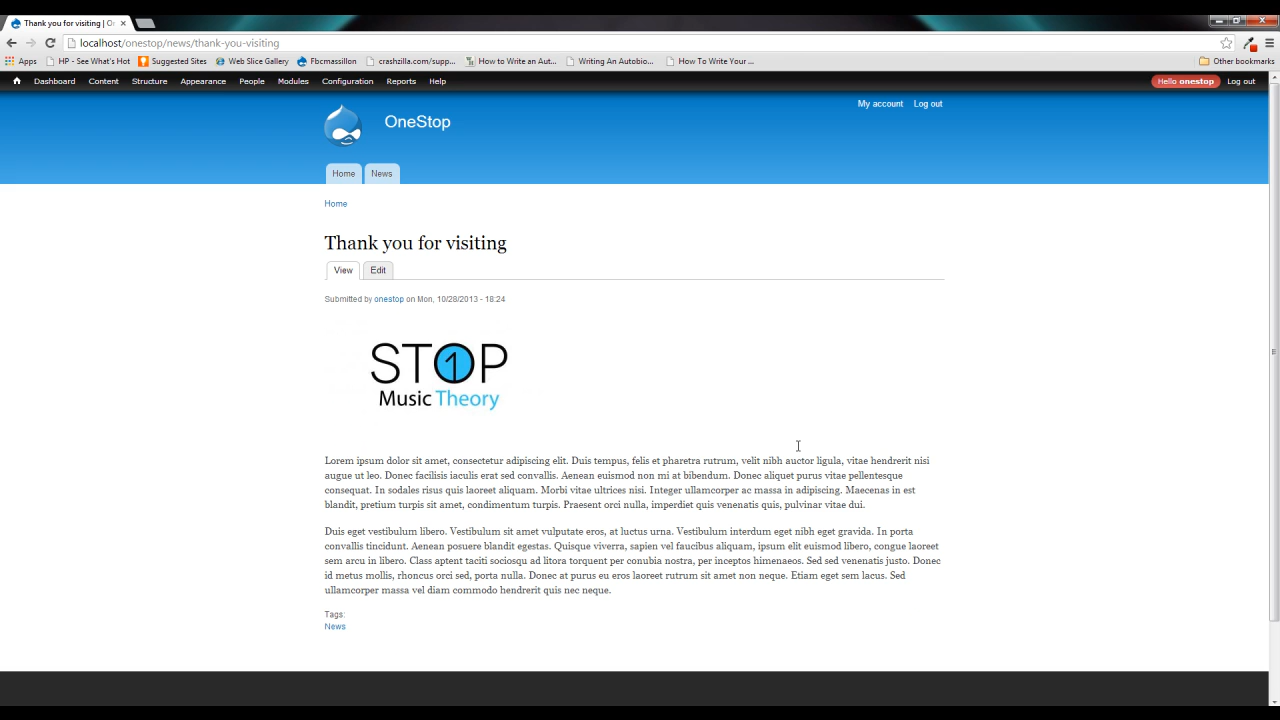 Thank you for visiting | O
localhost/onestop/news/thank-you-visiting
Apps HP - See What's Hot Suggested Sites Web Slice Gallery Fbcmassillon crashzilla.com/supp... How to Write an Aut... Writing An Autobio... How To Write Your ... Other bookmarks
Dashboard Content Structure Appearance People Modules Configuration Reports Help Hello onestop Log out
My account Log out
OneStop
Home News
Home
Thank you for visiting
View Edit
Submitted by onestop on Mon, 10/28/2013 - 18:24
ST1P
Music Theory
Lorem ipsum dolor sit amet, consectetur adipiscing elit. Duis tempus, felis et pharetra rutrum, velit nibh auctor ligula, vitae hendrerit nisi
augue ut leo. Donec facilisis iaculis erat sed convallis. Aenean euismod non mi at bibendum. Donec aliquet purus vitae pellentesque
consequat. In sodales risus quis laoreet aliquam. Morbi vitae ultrices nisi. Integer ullamcorper ac massa in adipiscing. Maecenas in est
blandit, pretium turpis sit amet, condimentum turpis. Praesent orci nulla, imperdiet quis venenatis quis, pulvinar vitae dui.
Duis eget vestibulum libero. Vestibulum sit amet vulputate eros, at luctus urna. Vestibulum interdum eget nibh eget gravida. In porta
convallis tincidunt. Aenean posuere blandit egestas. Quisque viverra, sapien vel faucibus aliquam, ipsum elit euismod libero, congue laoreet
sem arcu in libero. Class aptent taciti sociosqu ad litora torquent per conubia nostra, per inceptos himenaeos. Sed sed venenatis justo. Donec
id metus mollis, rhoncus orci sed, porta nulla. Donec at purus eu eros laoreet rutrum sit amet non neque. Etiam eget sem lacus. Sed
ullamcorper massa vel diam commodo hendrerit quis nec neque.
Tags:
News